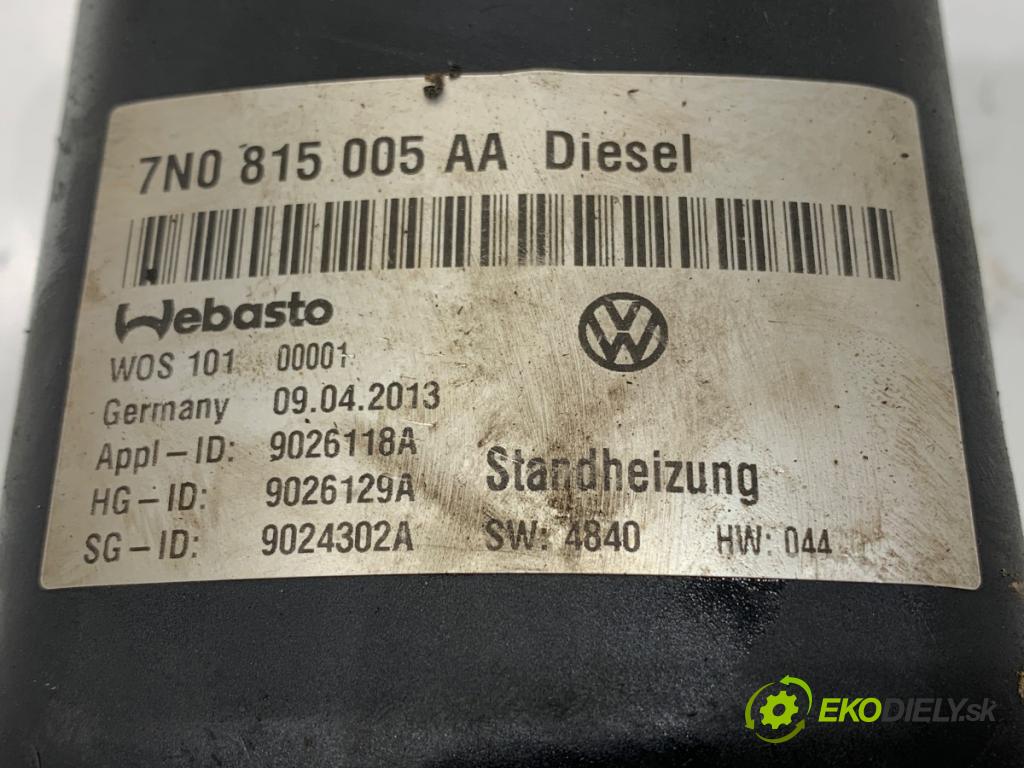 7N0 815 005 AA Diesel
Webasto
WOS 101 00001
Germany 09.04.2013
Appl-ID: 9026118A
HG-ID: 9026129A
Standheizung
SG-ID: 9024302A SW: 4840 HW: 044
EKODIELY.sk